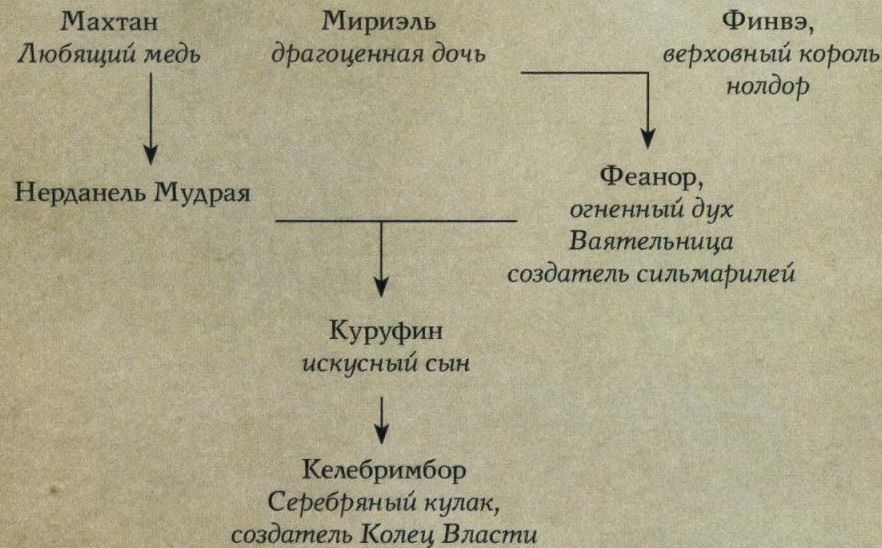 Махтан
Любящий медь
Мириэль
драгоценная дочь
Финвэ,
верховный король
нолдор
Нерданель Мудрая
Феанор,
огненный дух
Ваятельница
создатель сильмарилей
Куруфин
искусный сын
Келебримбор
Серебряный кулак,
создатель Колец Власти